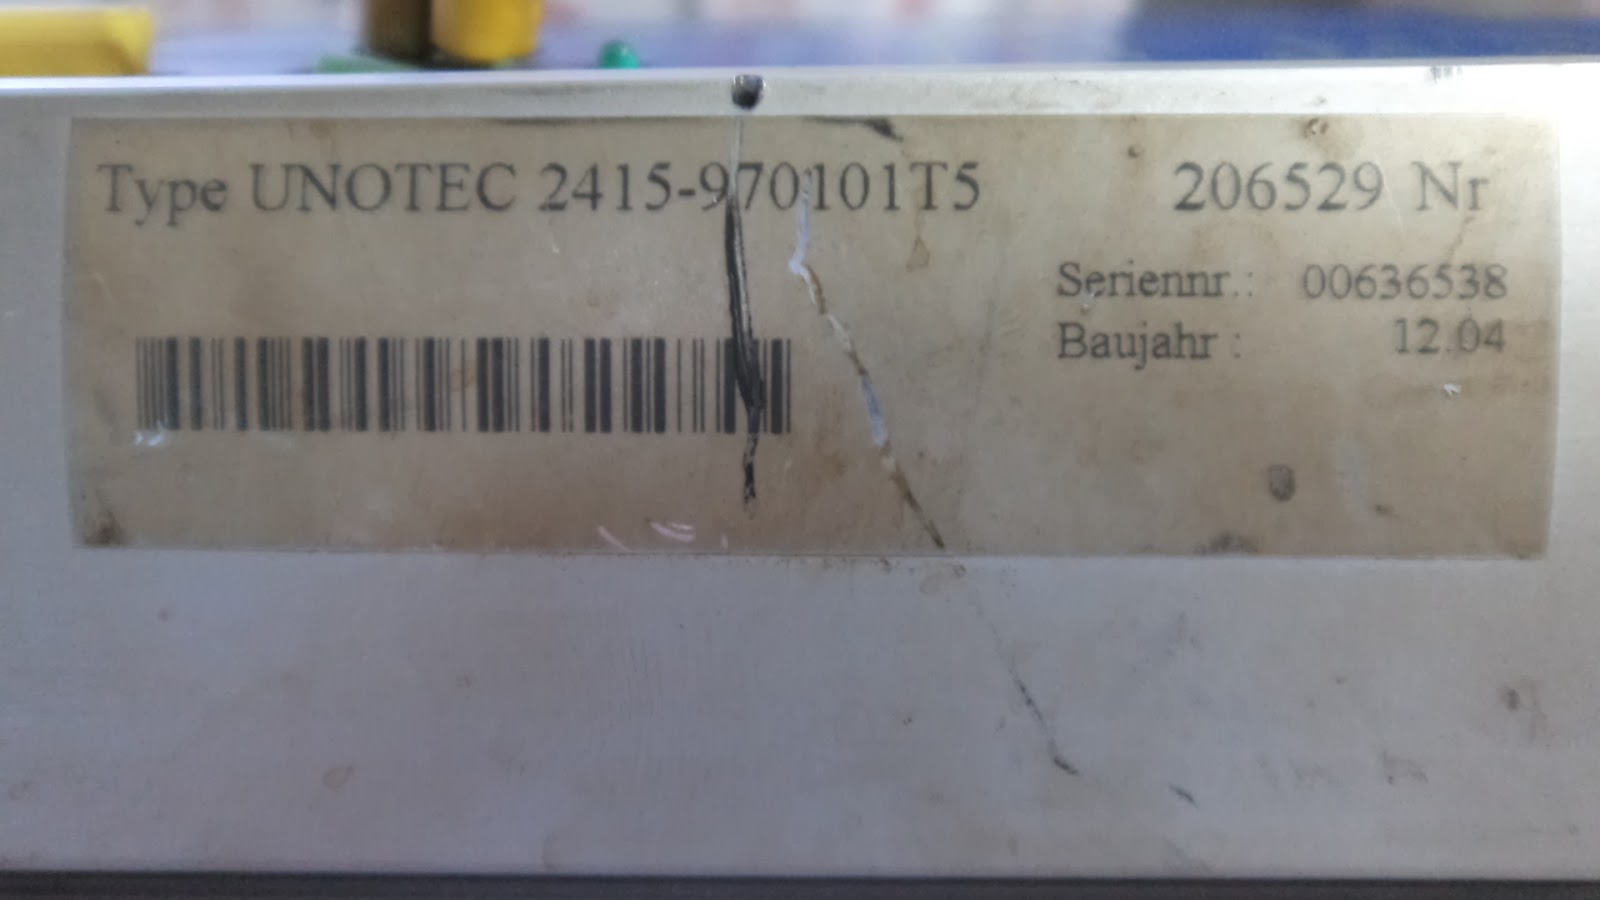 Type UNOTEC 2415-970101T5 206529 Nr
Seriennr.: 00636538
Baujahr : 12.04